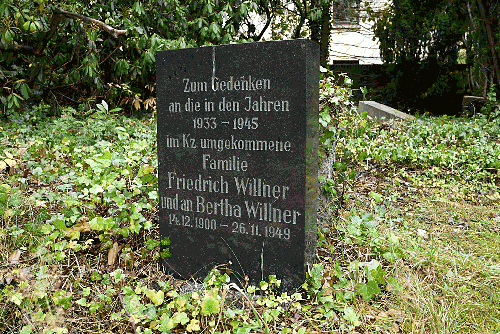 Zum Gedenken
an die in den Jahren
1933 - 1945
im Kz umgekommene
Familie
Friedrich Willner
und an Bertha Willner
14.12.1900 - 26.11.1949